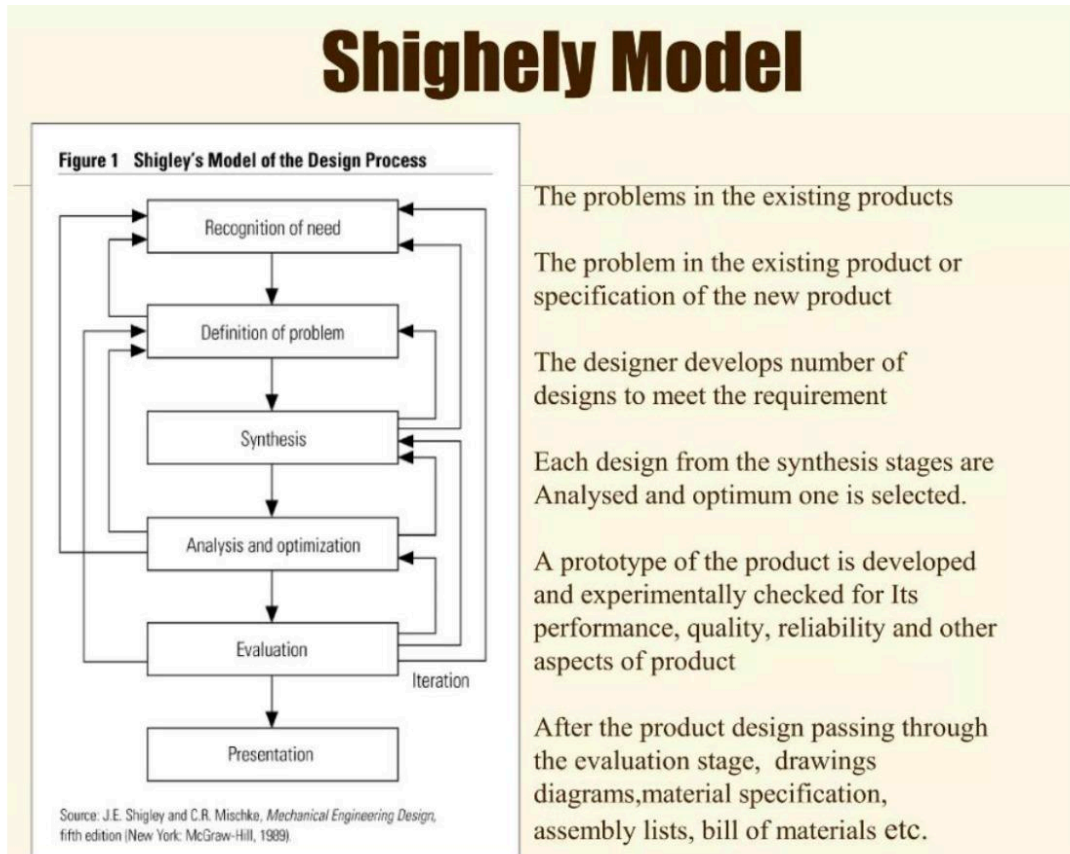 Shighely Model
Figure 1 Shigley's Model of the Design Process
Recognition of need
Definition of problem
Synthesis
Analysis and optimization
Evaluation
Iteration
Presentation
Source: J.E. Shigley and C.R. Mischke, Mechanical Engineering Design,
fifth edition (New York: McGraw-Hill, 1989).
The problems in the existing products
The problem in the existing product or
specification of the new product
The designer develops number of
designs to meet the requirement
Each design from the synthesis stages are
Analysed and optimum one is selected.
A prototype of the product is developed
and experimentally checked for Its
performance, quality, reliability and other
aspects of product
After the product design passing through
the evaluation stage, drawings
diagrams,material specification,
assembly lists, bill of materials etc.